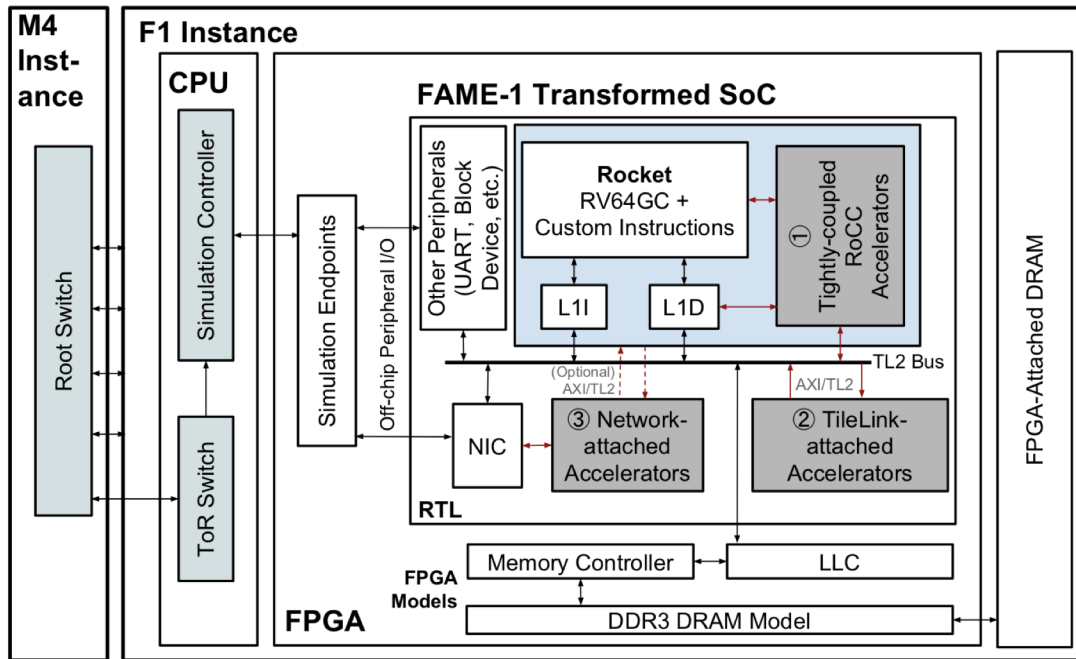 M4
Inst-
ance
Root Switch
F1 Instance
CPU
Simulation Controller
ToR Switch
FAME-1 Transformed SoC
Simulation Endpoints
Off-chip Peripheral I/O
Other Peripherals
(UART, Block
Device, etc.)
Rocket
RV64GC +
Custom Instructions
①
Tightly-coupled
RoCC
Accelerators
L1I
L1D
TL2 Bus
(Optional)
AXI/TL2
AXI/TL2
NIC
③ Network-
attached
Accelerators
② TileLink-
attached
Accelerators
RTL
Memory Controller
LLC
FPGA
Models
DDR3 DRAM Model
FPGA
FPGA-Attached DRAM